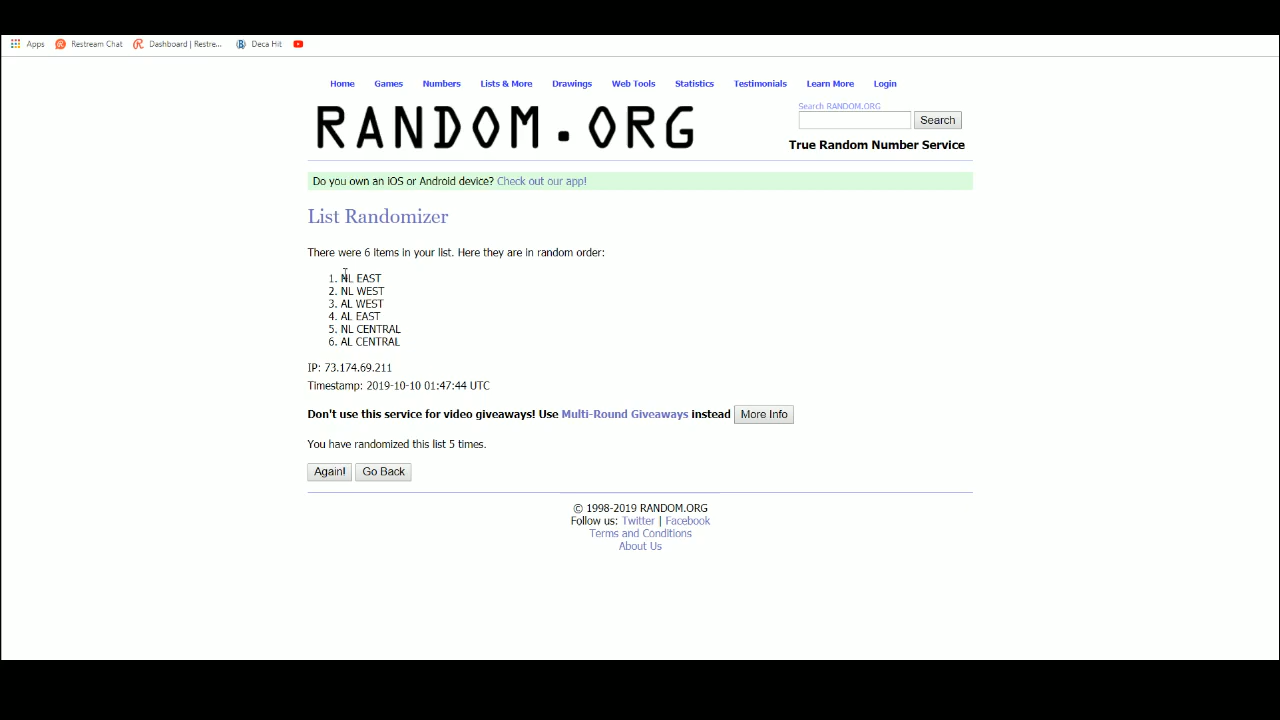 Apps Restream Chat Dashboard | Restre... Deca Hit
Home Games Numbers Lists & More Drawings Web Tools Statistics Testimonials Learn More Login
RANDOM.ORG
Search RANDOM.ORG
Search
True Random Number Service
Do you own an iOS or Android device? Check out our app!
List Randomizer
There were 6 items in your list. Here they are in random order:
1. NL EAST
2. NL WEST
3. AL WEST
4. AL EAST
5. NL CENTRAL
6. AL CENTRAL
IP: 73.174.69.211
Timestamp: 2019-10-10 01:47:44 UTC
Don't use this service for video giveaways! Use Multi-Round Giveaways instead More Info
You have randomized this list 5 times.
Again! Go Back
© 1998-2019 RANDOM.ORG
Follow us: Twitter | Facebook
Terms and Conditions
About Us